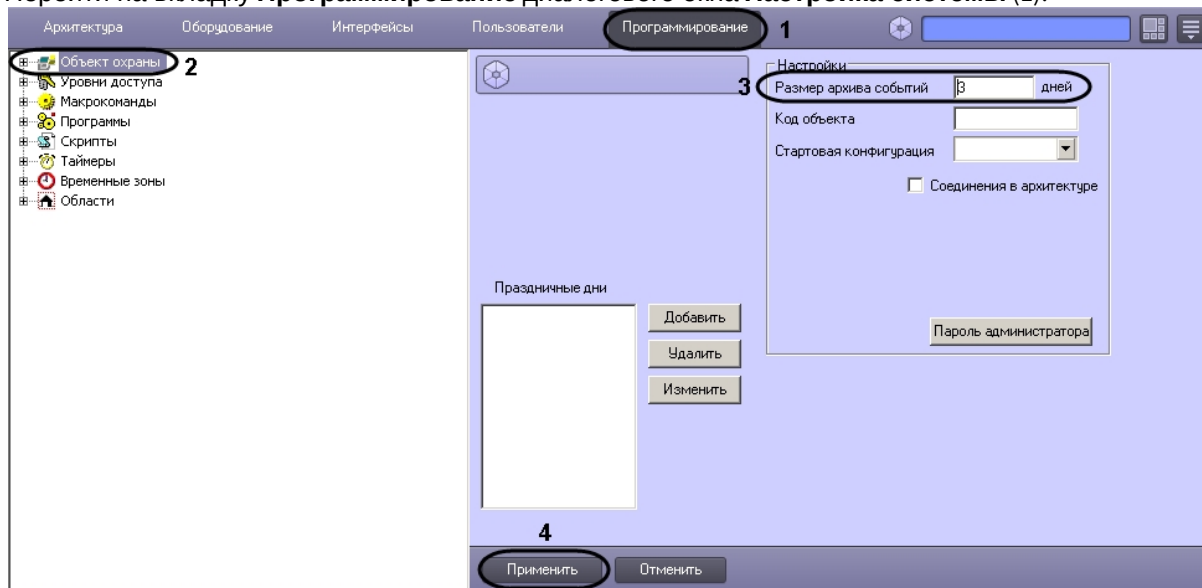 Перейти на вкладку Программирование диалогового окна Настройка системы (1).
Архитектура Оборудование Интерфейсы Пользователи Программирование 1
Объект охраны 2
Уровни доступа
Макрокоманды
Программы
Скрипты
Таймеры
Временные зоны
Области
Настройки
3 Размер архива событий 3 дней
Код объекта
Стартовая конфигурация
Соединения в архитектуре
Пароль администратора
Праздничные дни
Добавить
Удалить
Изменить
4
Применить Отменить